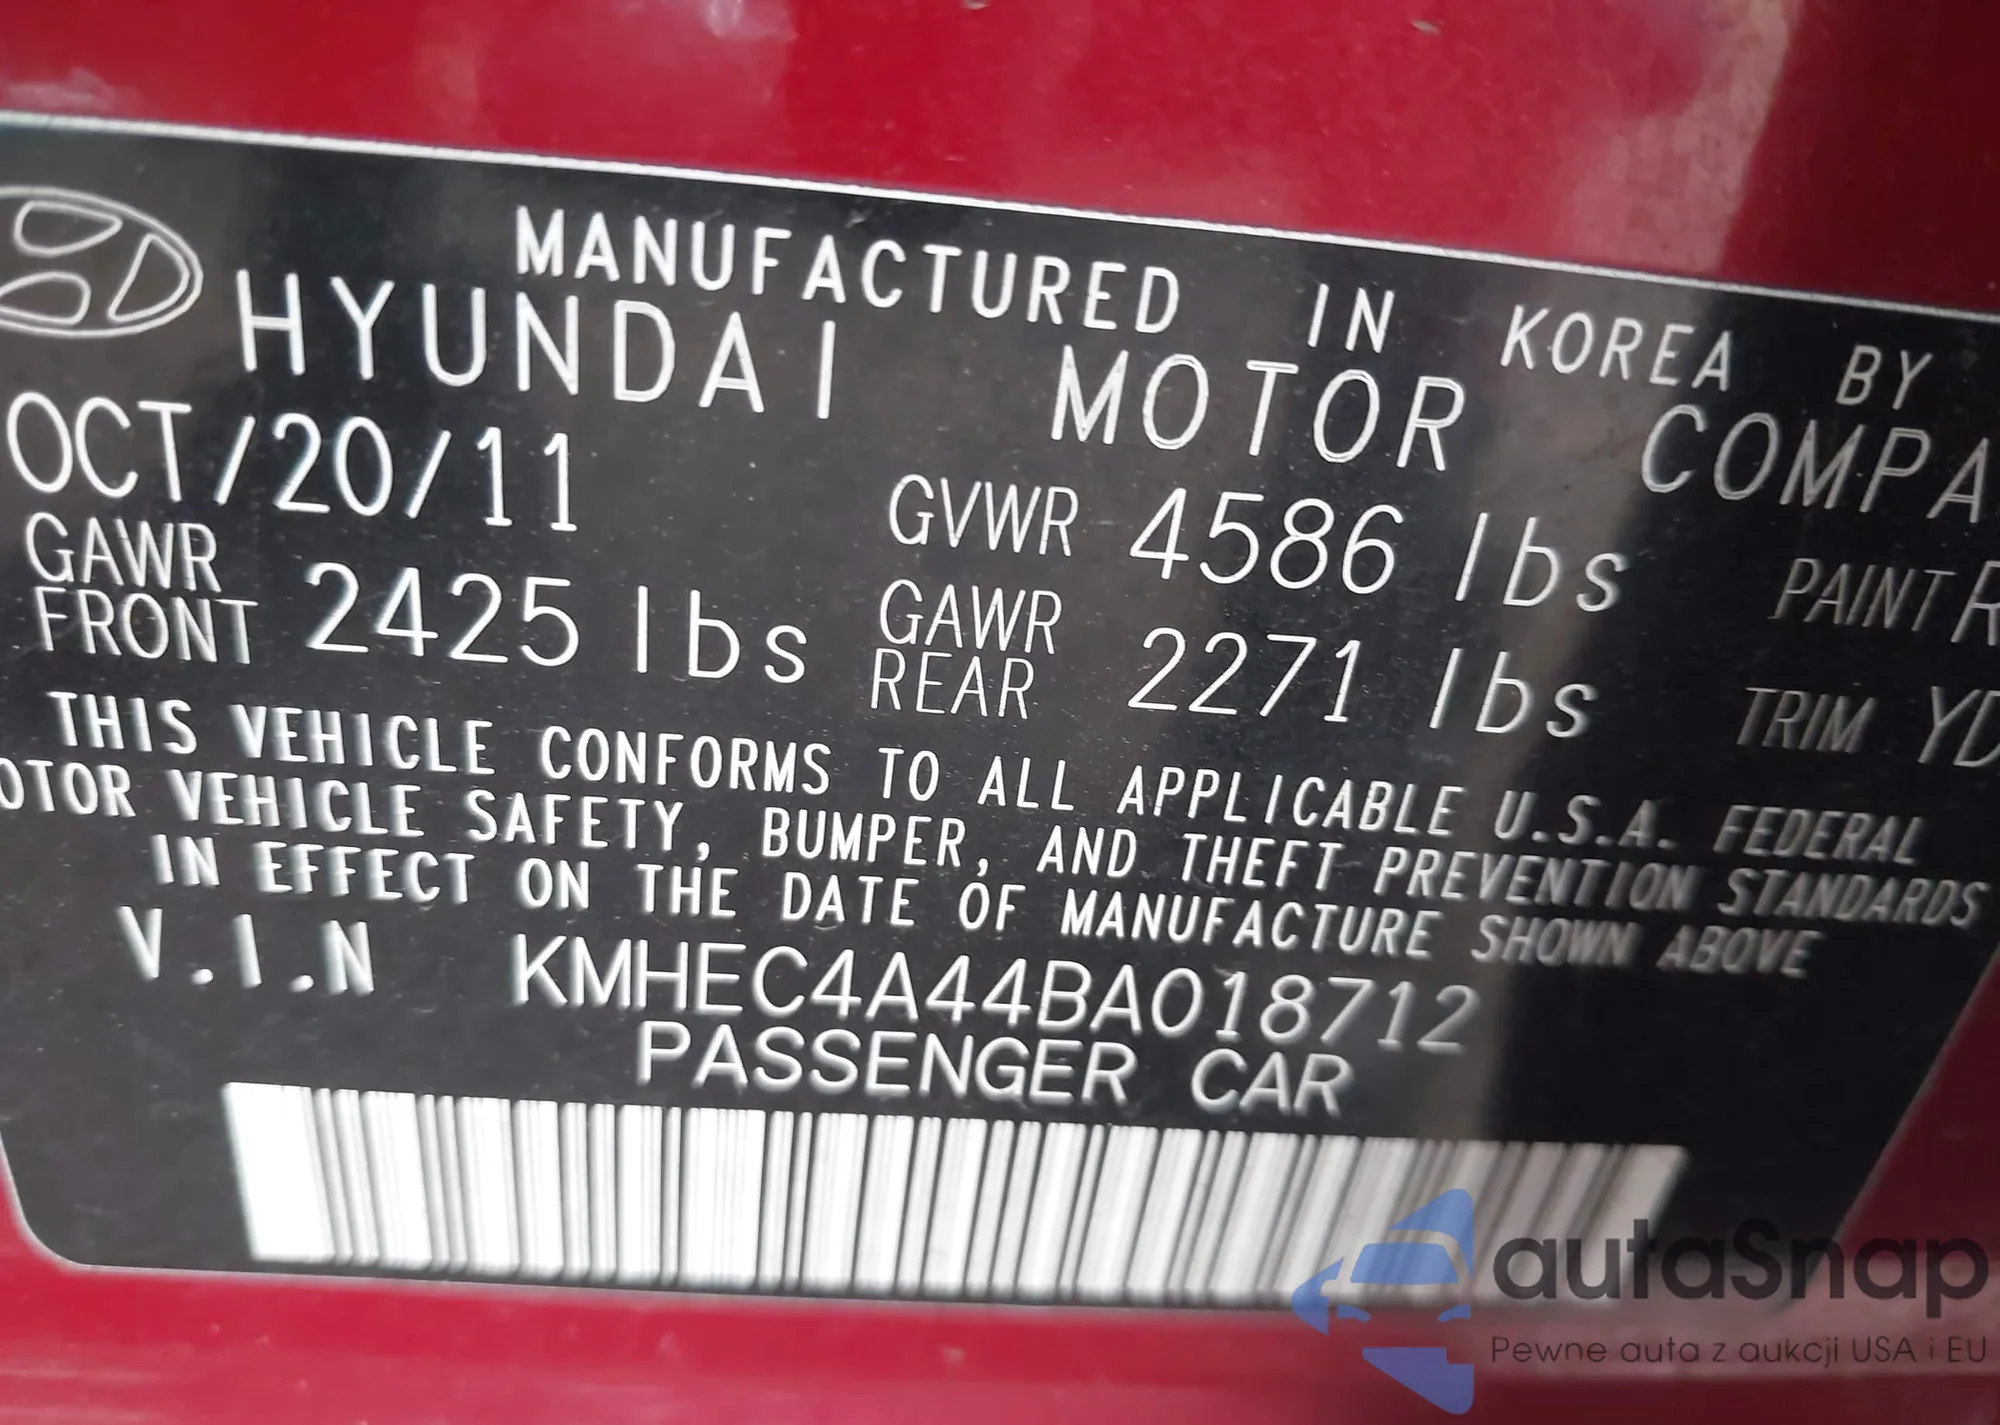 MANUFACTURED IN KOREA BY
HYUNDAI MOTOR COMPA
OCT/20/11 GVWR 4586 lbs PAINT R
GAWR FRONT 2425 lbs GAWR REAR 2271 lbs TRIM YD
THIS VEHICLE CONFORMS TO ALL APPLICABLE U.S.A. FEDERAL
OTOR VEHICLE SAFETY, BUMPER, AND THEFT PREVENTION STANDARDS
IN EFFECT ON THE DATE OF MANUFACTURE SHOWN ABOVE
V.I.N KMHEC4A44BA018712
PASSENGER CAR
autaSnap
Pewne auta z aukcji USA i EU